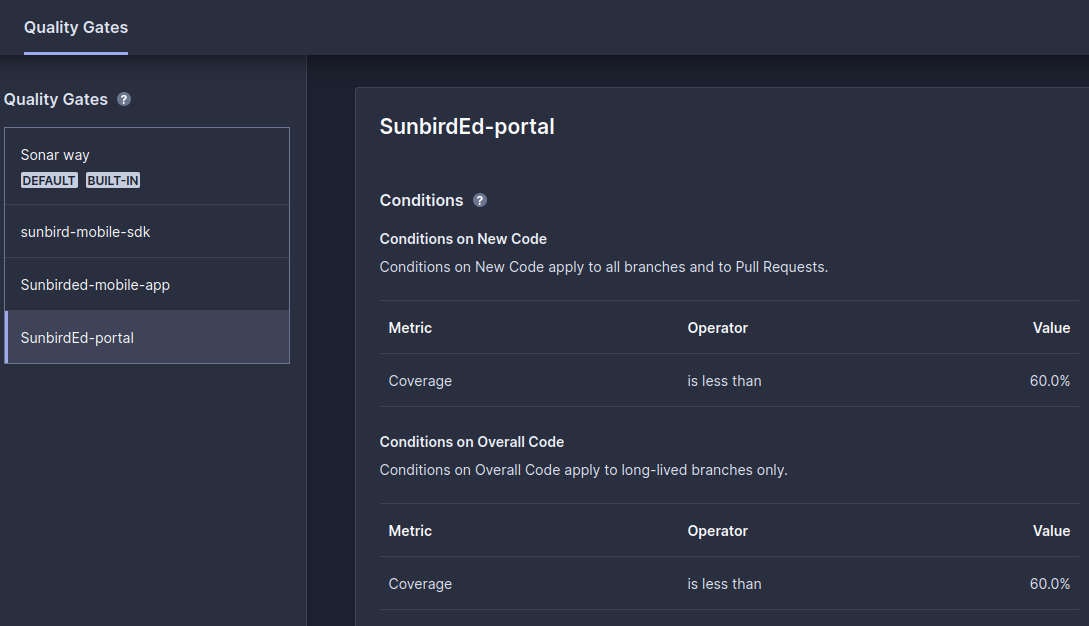 Quality Gates
Quality Gates ?
Sonar way
DEFAULT BUILT-IN
sunbird-mobile-sdk
Sunbirded-mobile-app
SunbirdEd-portal
SunbirdEd-portal
Conditions ?
Conditions on New Code
Conditions on New Code apply to all branches and to Pull Requests.
Metric Operator Value
Coverage is less than 60.0%
Conditions on Overall Code
Conditions on Overall Code apply to long-lived branches only.
Metric Operator Value
Coverage is less than 60.0%